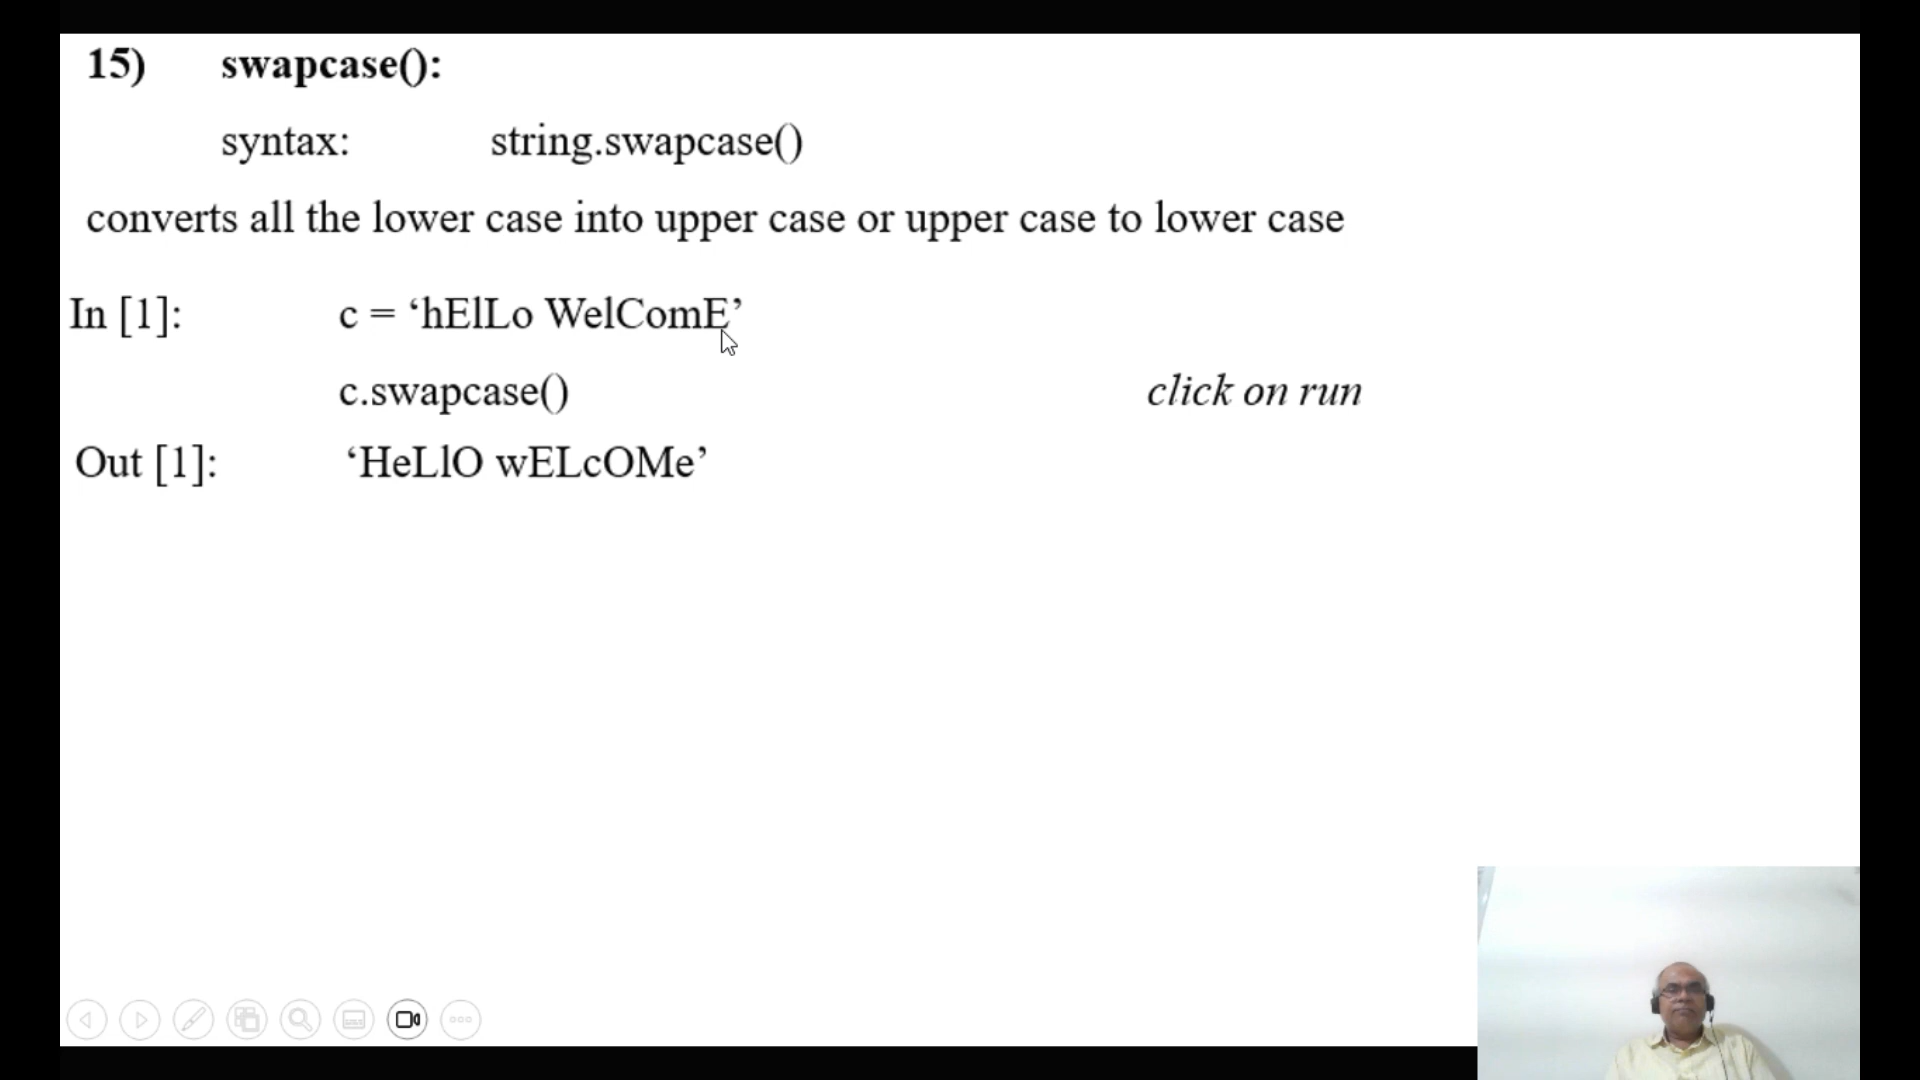 15) swapcase():
syntax: string.swapcase()
converts all the lower case into upper case or upper case to lower case
In [1]: c = ‘hElLo WelComE’
c.swapcase() click on run
Out [1]: ‘HeLlO wELcOMe’